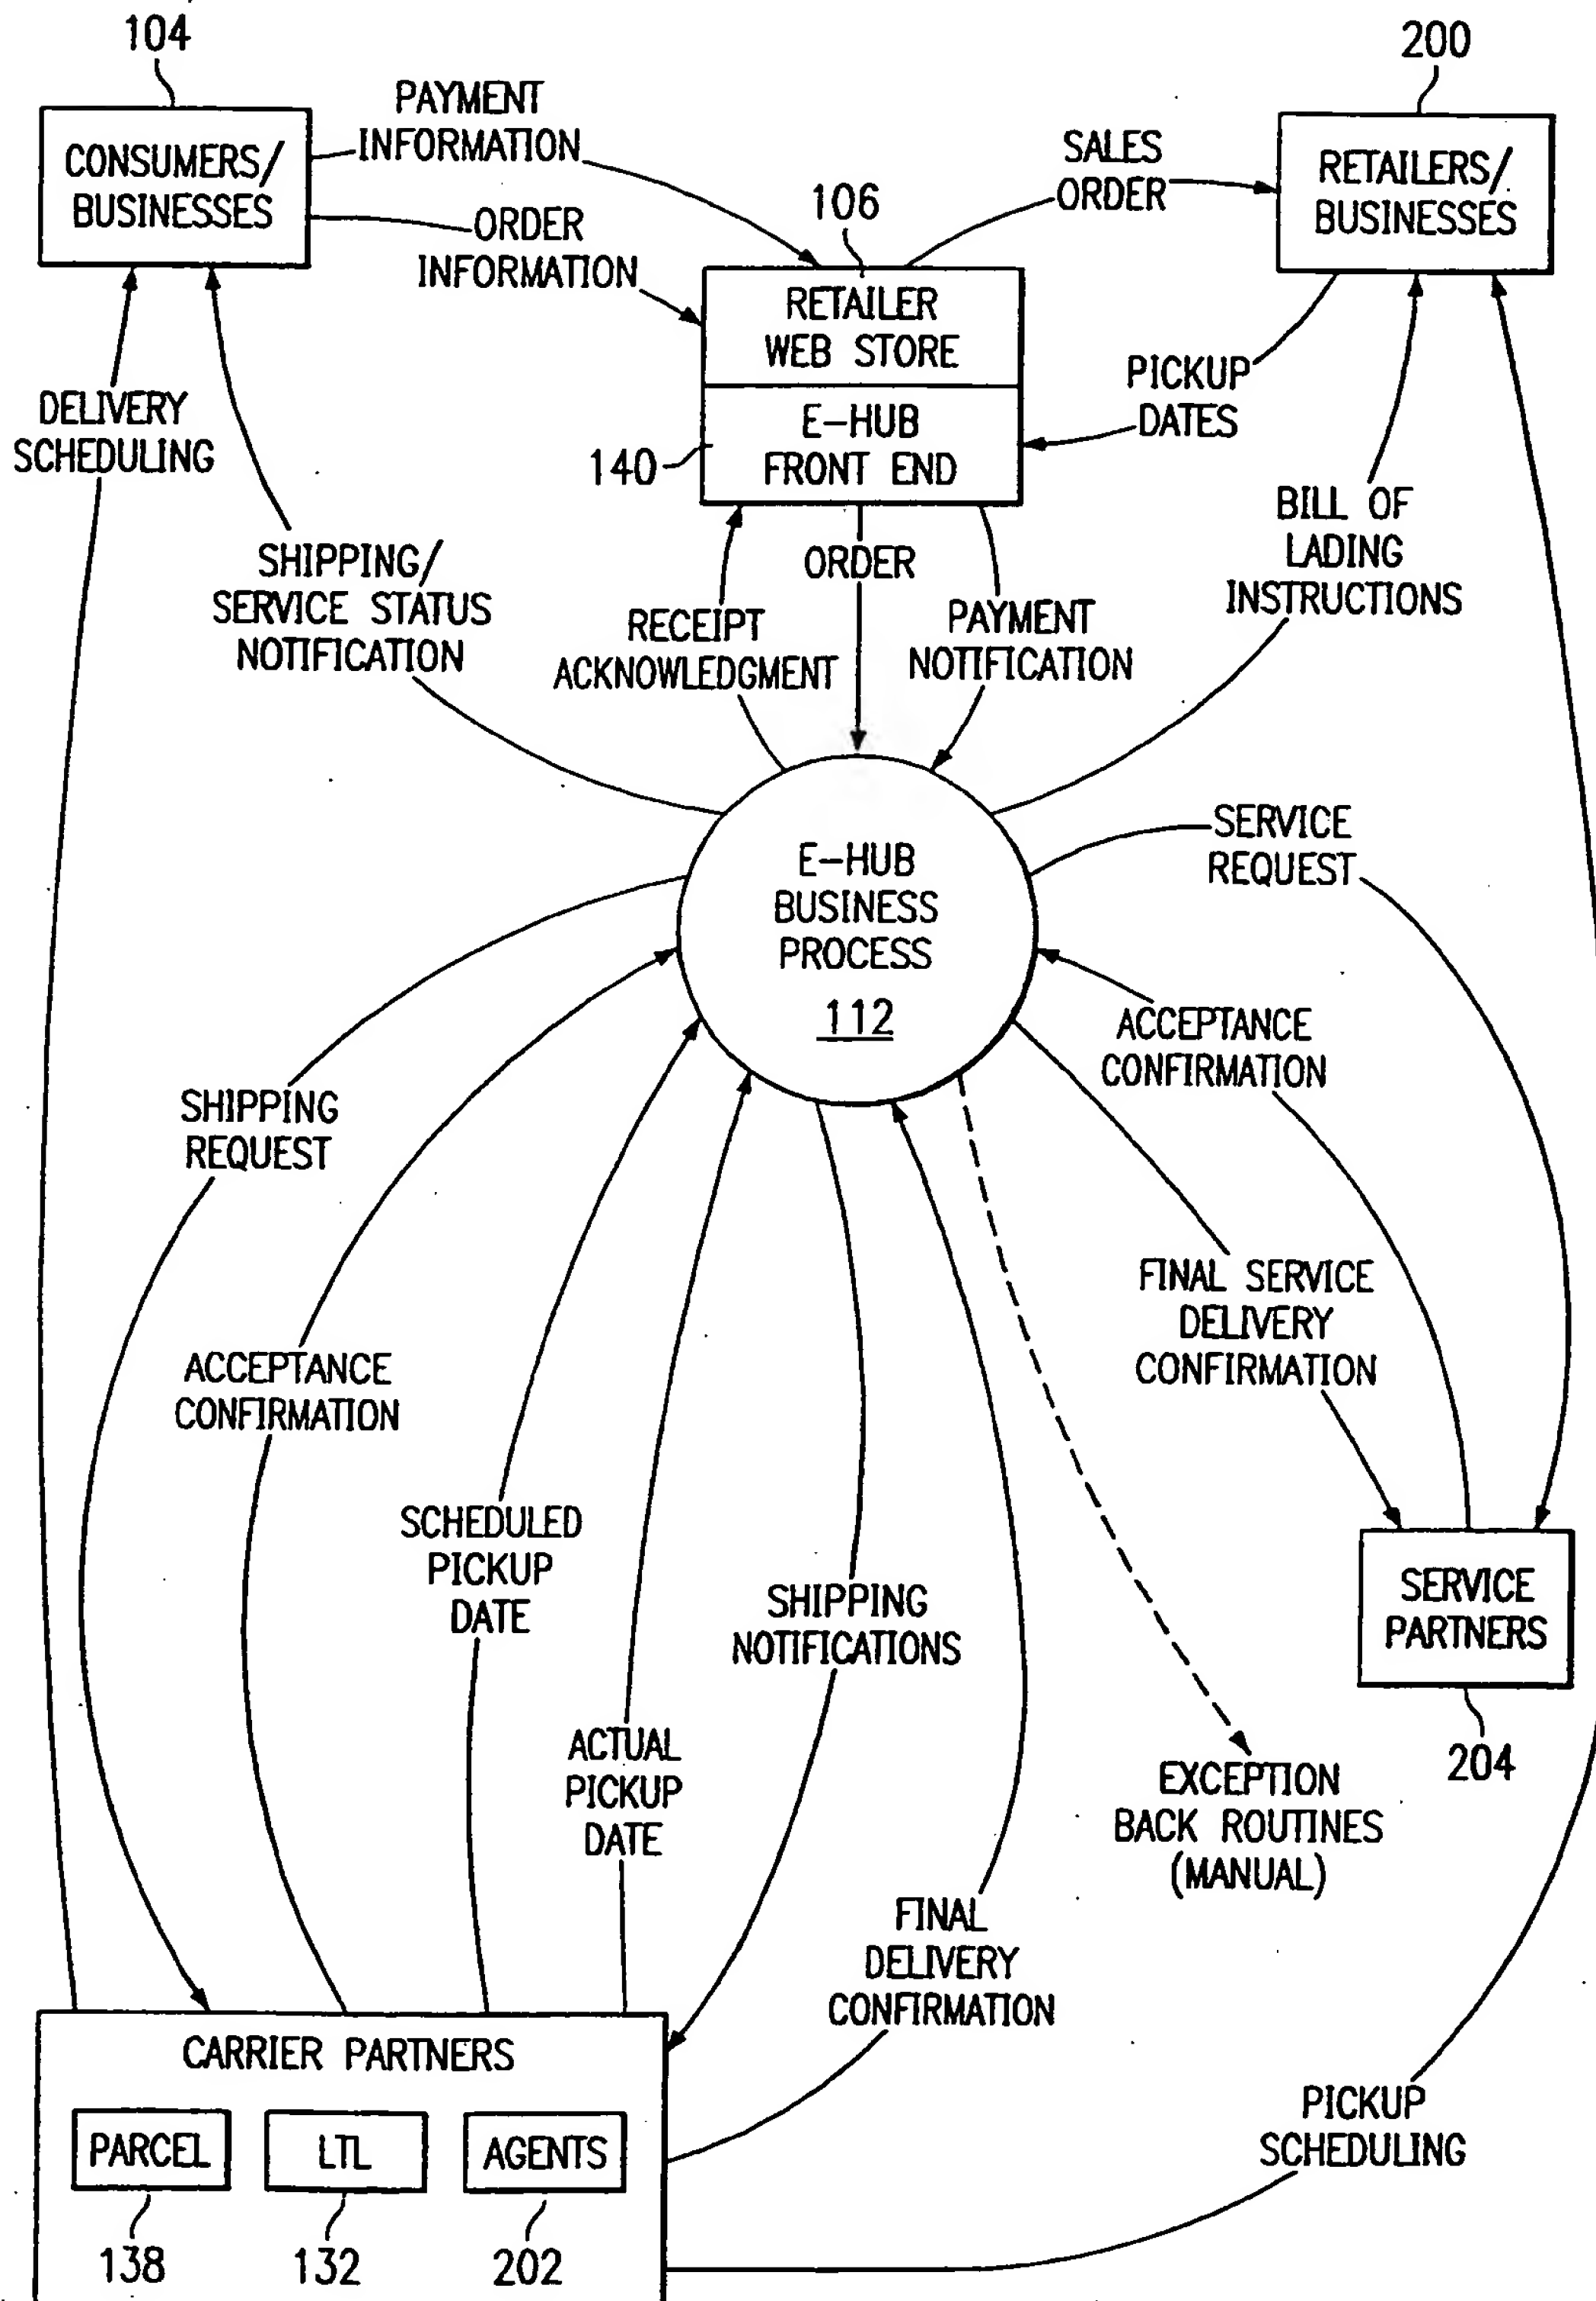 104
200
PAYMENT
INFORMATION
CONSUMERS/
BUSINESSES
SALES
ORDER
RETAILERS/
BUSINESSES
ORDER
INFORMATION
106
RETAILER
WEB STORE
PICKUP
DATES
DELIVERY
SCHEDULING
E-HUB
FRONT END
140
BILL OF
LADING
INSTRUCTIONS
SHIPPING/
SERVICE STATUS
NOTIFICATION
ORDER
RECEIPT
ACKNOWLEDGMENT
PAYMENT
NOTIFICATION
SERVICE
REQUEST
E-HUB
BUSINESS
PROCESS
112
ACCEPTANCE
CONFIRMATION
SHIPPING
REQUEST
FINAL SERVICE
DELIVERY
CONFIRMATION
ACCEPTANCE
CONFIRMATION
SCHEDULED
PICKUP
DATE
SHIPPING
NOTIFICATIONS
SERVICE
PARTNERS
204
ACTUAL
PICKUP
DATE
EXCEPTION
BACK ROUTINES
(MANUAL)
FINAL
DELIVERY
CONFIRMATION
CARRIER PARTNERS
PARCEL
LTL
AGENTS
PICKUP
SCHEDULING
138
132
202